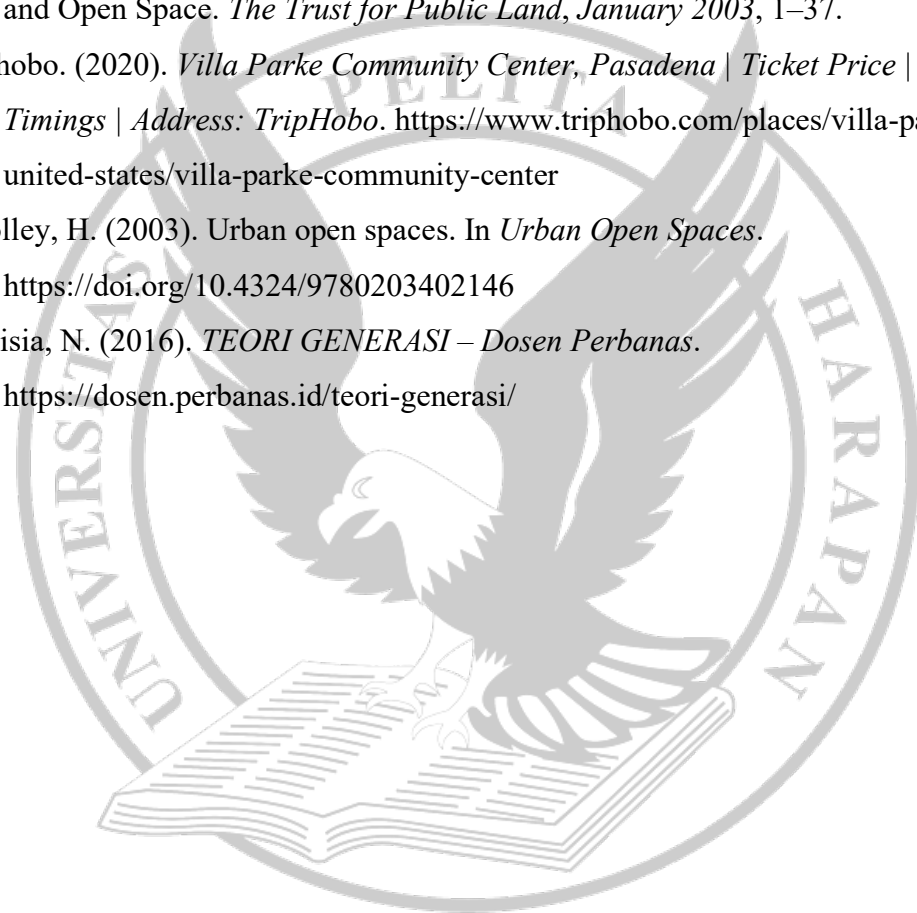 and Open Space. The Trust for Public Land, January 2003, 1–37.
hobo. (2020). Villa Parke Community Center, Pasadena | Ticket Price |
Timings | Address: TripHobo. https://www.triphobo.com/places/villa-pa
united-states/villa-parke-community-center
lley, H. (2003). Urban open spaces. In Urban Open Spaces.
https://doi.org/10.4324/9780203402146
isia, N. (2016). TEORI GENERASI – Dosen Perbanas.
https://dosen.perbanas.id/teori-generasi/
UNIVERSITAS PELITA HARAPAN